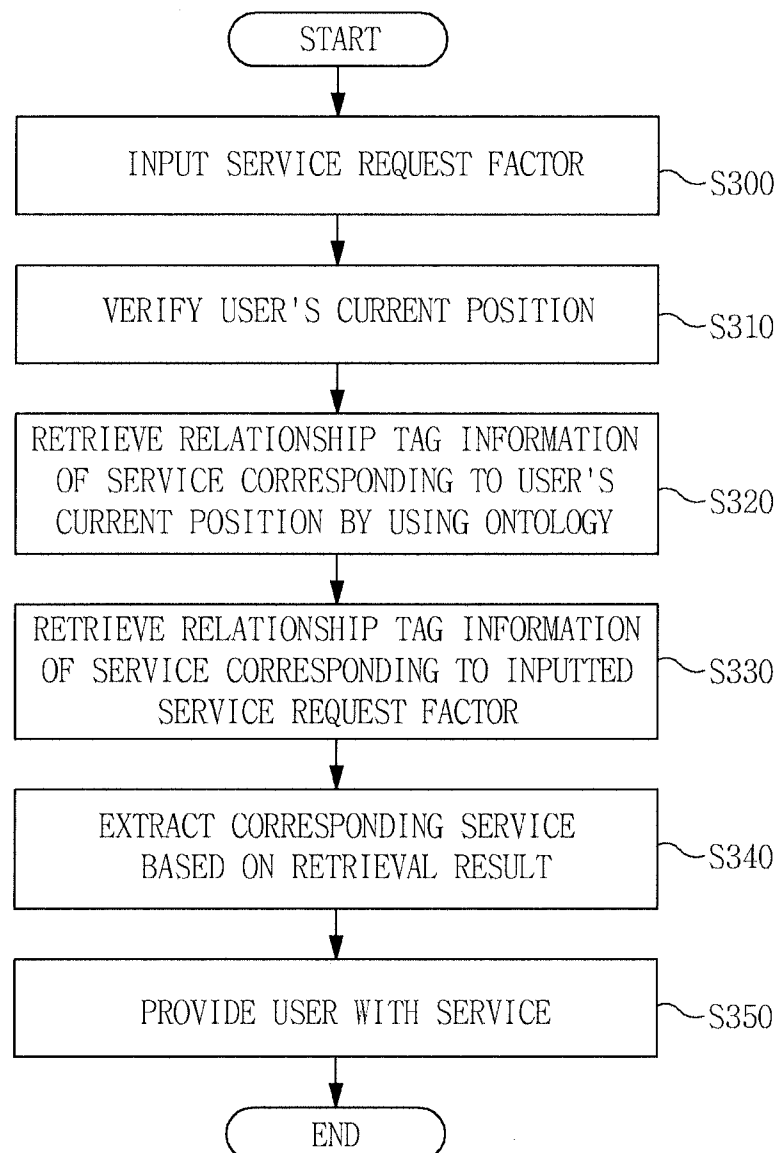 START
INPUT SERVICE REQUEST FACTOR
S300
VERIFY USER'S CURRENT POSITION
S310
RETRIEVE RELATIONSHIP TAG INFORMATION
OF SERVICE CORRESPONDING TO USER'S
CURRENT POSITION BY USING ONTOLOGY
S320
RETRIEVE RELATIONSHIP TAG INFORMATION
OF SERVICE CORRESPONDING TO INPUTTED
SERVICE REQUEST FACTOR
S330
EXTRACT CORRESPONDING SERVICE
BASED ON RETRIEVAL RESULT
S340
PROVIDE USER WITH SERVICE
S350
END